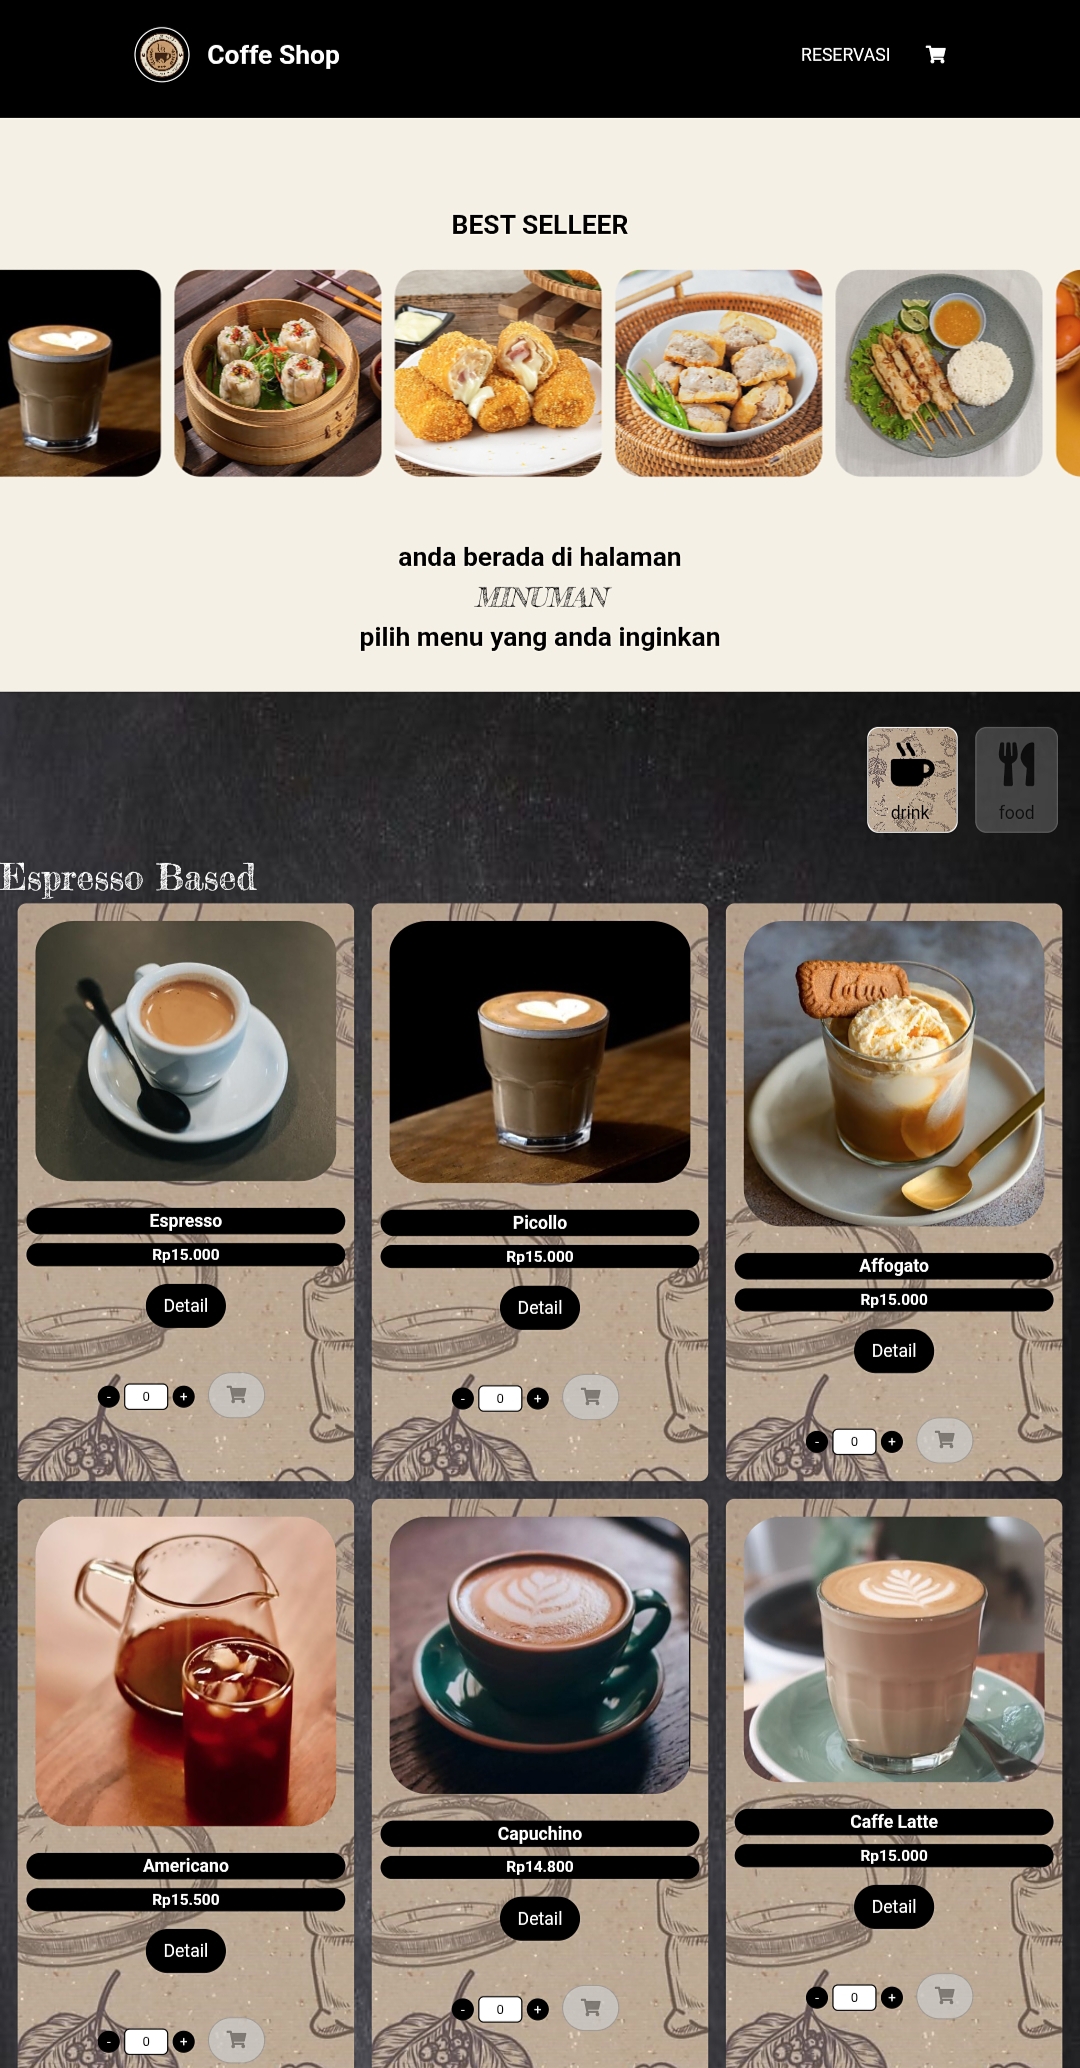 Coffe Shop
RESERVASI
BEST SELLEER
anda berada di halaman
MINUMAN
pilih menu yang anda inginkan
drink
food
Espresso Based
Lotus
Espresso
Rp15.000
Detail
- 0 +
Picollo
Rp15.000
Detail
- 0 +
Affogato
Rp15.000
Detail
- 0 +
Americano
Rp15.500
Detail
- 0 +
Capuchino
Rp14.800
Detail
- 0 +
Caffe Latte
Rp15.000
Detail
- 0 +